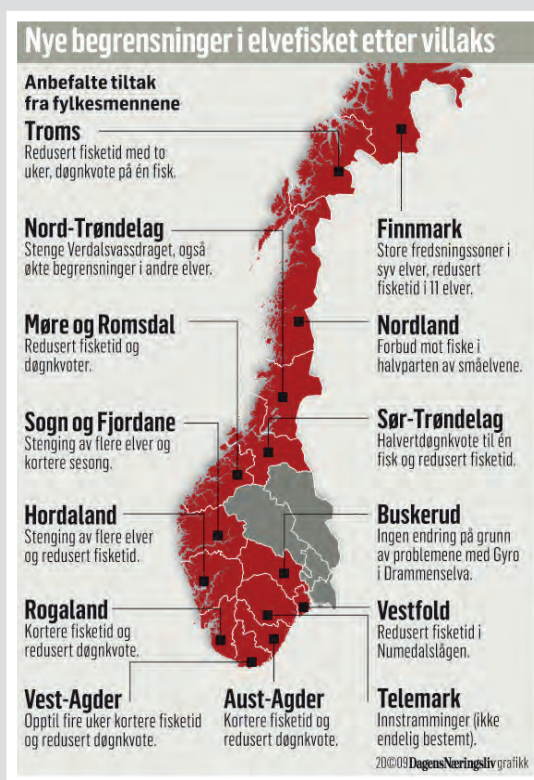 Nye begrensninger i elvefisket etter villaks
Anbefalte tiltak
fra fylkesmennene
Troms
Redusert fisketid med to
uker, døgnkvote på én fisk.
Nord-Trøndelag
Stenge Verdalsvassdraget, også
økte begrensninger i andre elver.
Møre og Romsdal
Redusert fisketid og
døgnkvoter.
Sogn og Fjordane
Stenging av flere elver og
kortere sesong.
Hordaland
Stenging av flere elver
og redusert fisketid.
Rogaland
Kortere fisketid og
redusert døgnkvote.
Vest-Agder
Opptil fire uker kortere fisketid
og redusert døgnkvote.
Aust-Agder
Kortere fisketid og
redusert døgnkvote.
Finnmark
Store fredsningssoner i
syv elver, redusert
fisketid i 11 elver.
Nordland
Forbud mot fiske i
halvparten av småelvene.
Sør-Trøndelag
Halvertdøgnkvote til én
fisk og redusert fisketid.
Buskerud
Ingen endring på grunn
av problemene med Gyro
i Drammenselva.
Vestfold
Redusert fisketid i
Numedalslågen.
Telemark
Innstramminger (ikke
endelig bestemt).
20©09 DagensNæringsliv grafikk